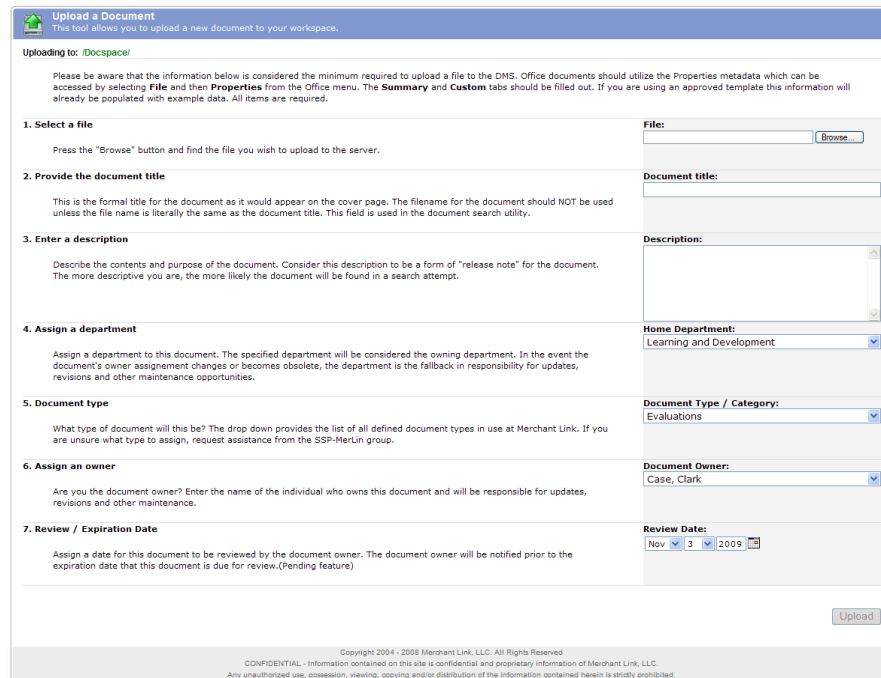 Upload a Document
This tool allows you to upload a new document to your workspace.
Uploading to: /Docspace/
Please be aware that the information below is considered the minimum required to upload a file to the DMS. Office documents should utilize the Properties metadata which can be
accessed by selecting File and then Properties from the Office menu. The Summary and Custom tabs should be filled out. If you are using an approved template this information will
already be populated with example data. All items are required.
1. Select a file
File:
Browse...
Press the "Browse" button and find the file you wish to upload to the server.
2. Provide the document title
Document title:
This is the formal title for the document as it would appear on the cover page. The filename for the document should NOT be used
unless the file name is literally the same as the document title. This field is used in the document search utility.
3. Enter a description
Description:
Describe the contents and purpose of the document. Consider this description to be a form of "release note" for the document.
The more descriptive you are, the more likely the document will be found in a search attempt.
4. Assign a department
Home Department:
Learning and Development
Assign a department to this document. The specified department will be considered the owning department. In the event the
document's owner assignement changes or becomes obsolete, the department is the fallback in responsibility for updates,
revisions and other maintenance opportunities.
5. Document type
Document Type / Category:
Evaluations
What type of document will this be? The drop down provides the list of all defined document types in use at Merchant Link. If you
are unsure what type to assign, request assistance from the SSP-MerLin group.
6. Assign an owner
Document Owner:
Case, Clark
Are you the document owner? Enter the name of the individual who owns this document and will be responsible for updates,
revisions and other maintenance.
7. Review / Expiration Date
Review Date:
Nov 3 2009
Assign a date for this document to be reviewed by the document owner. The document owner will be notified prior to the
expiration date that this doucment is due for review.(Pending feature)
Upload
Copyright 2004 - 2008 Merchant Link, LLC. All Rights Reserved
CONFIDENTIAL - Information contained on this site is confidential and proprietary information of Merchant Link, LLC.
Any unauthorized use, possession, viewing, copying and/or distribution of the information contained herein is strictly prohibited.